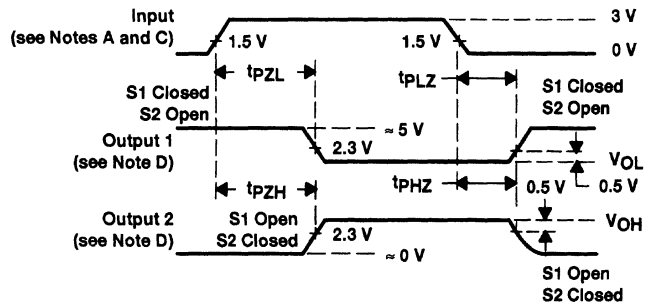 Input
(see Notes A and C)
3 V
0 V
1.5 V
1.5 V
tPZL
tPLZ
S1 Closed
S2 Open
S1 Closed
S2 Open
Output 1
(see Note D)
≈ 5 V
2.3 V
VOL
0.5 V
tPZH
tPHZ
0.5 V
Output 2
(see Note D)
S1 Open
S2 Closed
2.3 V
VOH
≈ 0 V
S1 Open
S2 Closed